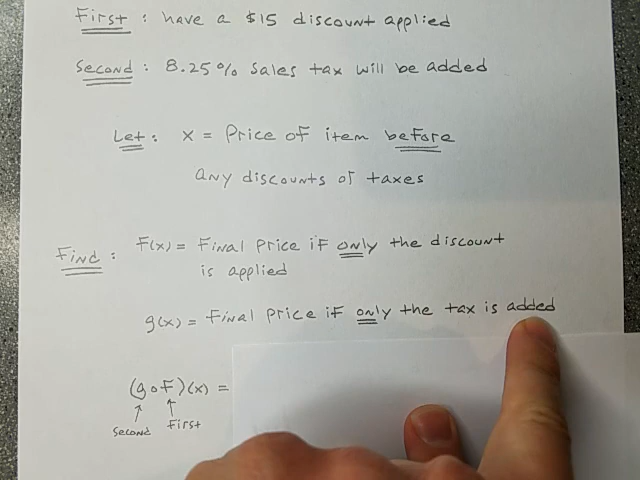 First : have a $15 discount applied
Second : 8.25% sales tax will be added
Let : x = Price of item before
any discounts or taxes
Find : F(x) = Final Price if only the discount
is applied
g(x) = Final Price if only the tax is added
(g∘F)(x) =
Second First